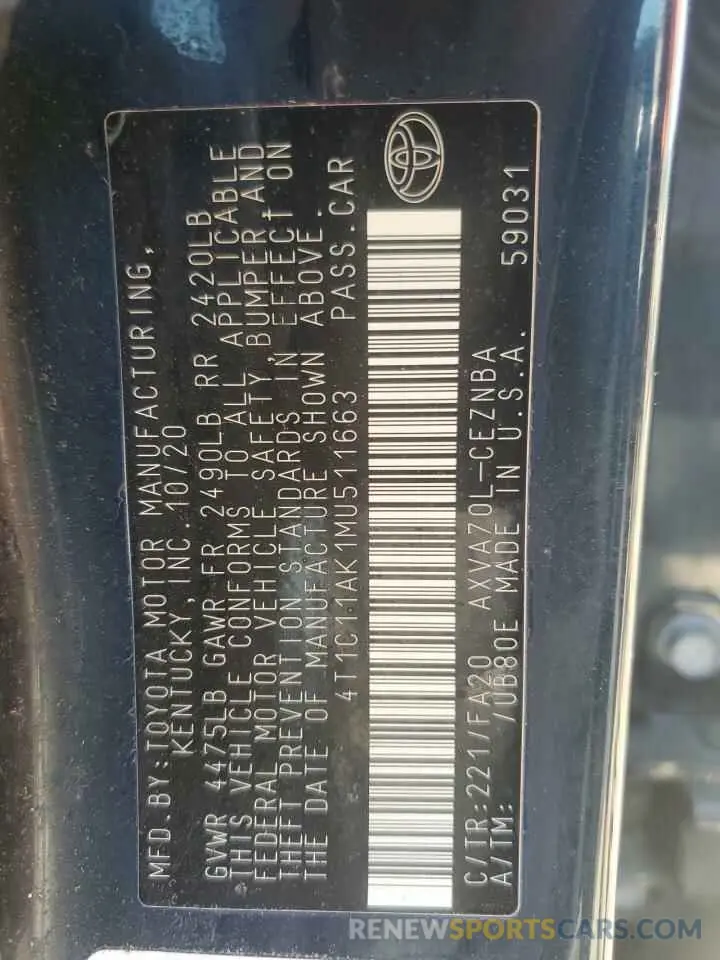 MFD.BY:TOYOTA MOTOR MANUFACTURING,
KENTUCKY,INC. 10/20
GVWR 4475LB GAWR FR 2490LB RR 2420LB
THIS VEHICLE CONFORMS TO ALL APPLICABLE
FEDERAL MOTOR VEHICLE SAFETY,BUMPER,AND
THEFT PREVENTION STANDARDS IN EFFECT ON
THE DATE OF MANUFACTURE SHOWN ABOVE.
4T1C11AK1MU511663 PASS.CAR
C/TR:221/FA20 AXVA70L-CEZNBA 59031
A/TM: /UB80E MADE IN U.S.A.
RENEWSPORTSCARS.COM